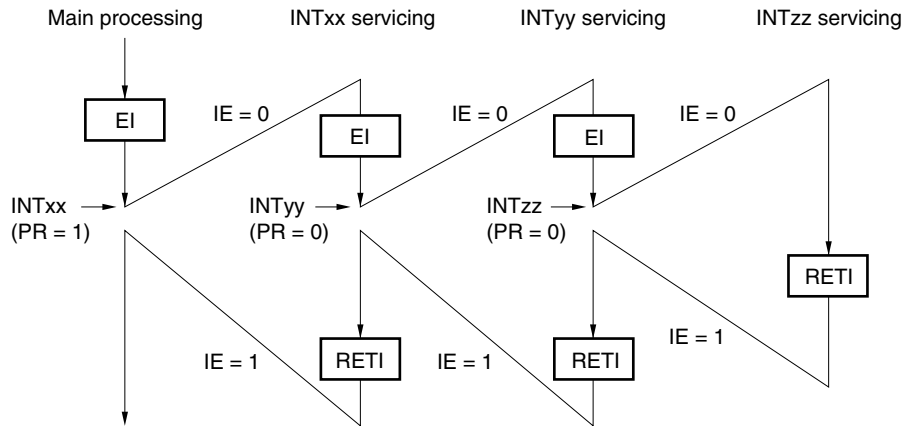 Main processing
INTxx servicing
INTyy servicing
INTzz servicing
EI
IE = 0
EI
IE = 0
EI
IE = 0
INTxx
(PR = 1)
INTyy
(PR = 0)
INTzz
(PR = 0)
RETI
IE = 1
RETI
IE = 1
RETI
IE = 1